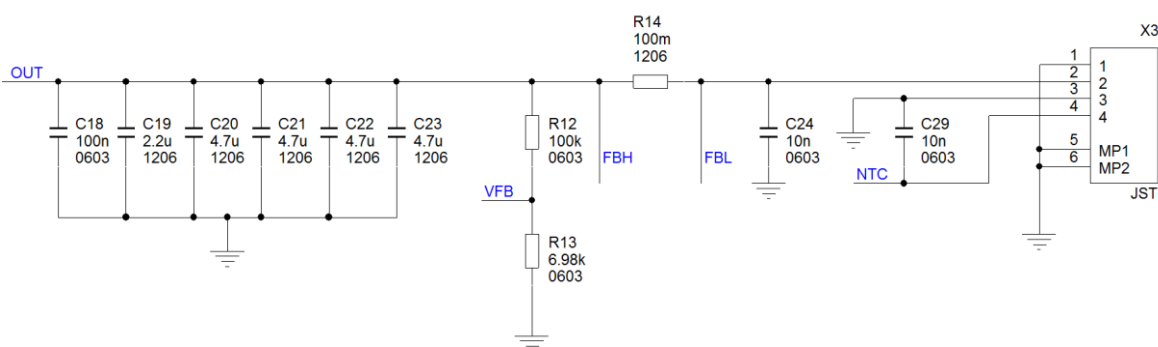 R14
100m
1206
X3
OUT
1
2
3
4
1
2
3
4
C18
100n
0603
C19
2.2u
1206
C20
4.7u
1206
C21
4.7u
1206
C22
4.7u
1206
C23
4.7u
1206
R12
100k
0603
FBH
FBL
C24
10n
0603
C29
10n
0603
NTC
5
6
MP1
MP2
JST
VFB
R13
6.98k
0603